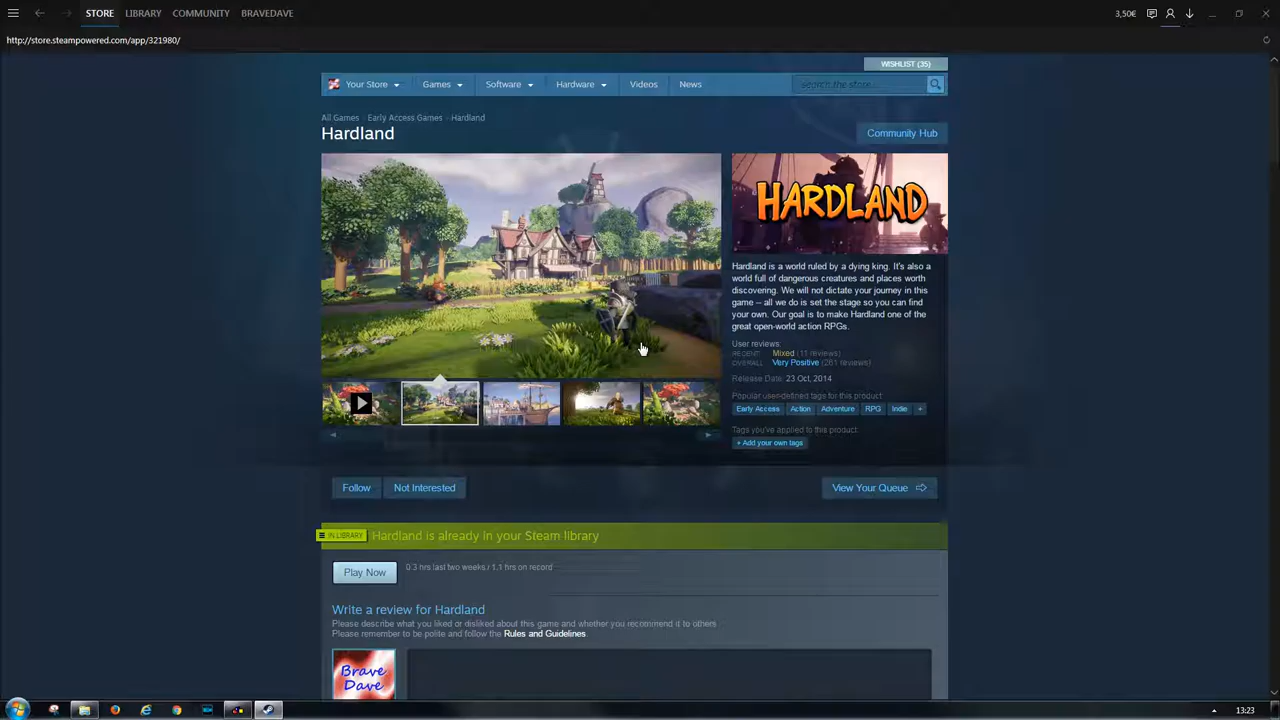 STORE LIBRARY COMMUNITY BRAVEDAVE 3,50€
http://store.steampowered.com/app/321980/
WISHLIST (35)
Your Store Games Software Hardware Videos News search the store...
All Games › Early Access Games › Hardland
Hardland
Community Hub
HARDLAND
Hardland is a world ruled by a dying king. It's also a
world full of dangerous creatures and places worth
discovering. We will not dictate your journey in this
game – all we do is set the stage so you can find
your own. Our goal is to make Hardland one of the
great open-world action RPGs.
User reviews:
RECENT: Mixed (11 reviews)
OVERALL: Very Positive (261 reviews)
Release Date: 23 Oct, 2014
Popular user-defined tags for this product:
Early Access Action Adventure RPG Indie +
Tags you've applied to this product:
+ Add your own tags
Follow Not Interested View Your Queue
IN LIBRARY Hardland is already in your Steam library
Play Now 0.3 hrs last two weeks / 1.1 hrs on record
Write a review for Hardland
Please describe what you liked or disliked about this game and whether you recommend it to others.
Please remember to be polite and follow the Rules and Guidelines.
Brave
Dave
13:23